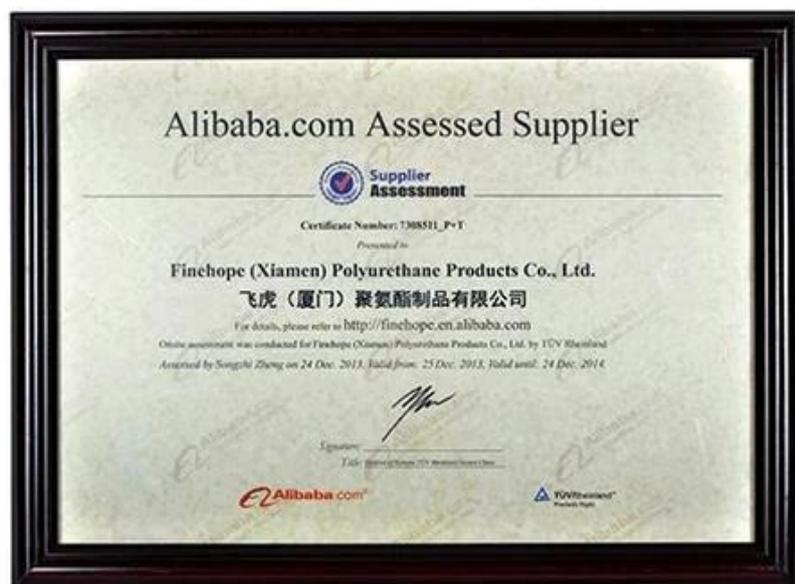 Alibaba.com Assessed Supplier
Supplier
Assessment
Certificate Number: 7308511_P+T
Presented to
Finehope (Xiamen) Polyurethane Products Co., Ltd.
飞虎（厦门）聚氨酯制品有限公司
For details, please refer to http://finehope.en.alibaba.com
Onsite assessment was conducted for Finehope (Xiamen) Polyurethane Products Co., Ltd. by TÜV Rheinland
Assessed by Songzhi Zheng on 24 Dec. 2013, Valid from: 25 Dec. 2013, Valid until: 24 Dec. 2014
Signature:
Title:
Alibaba.com®
TÜVRheinland®
Precisely Right.